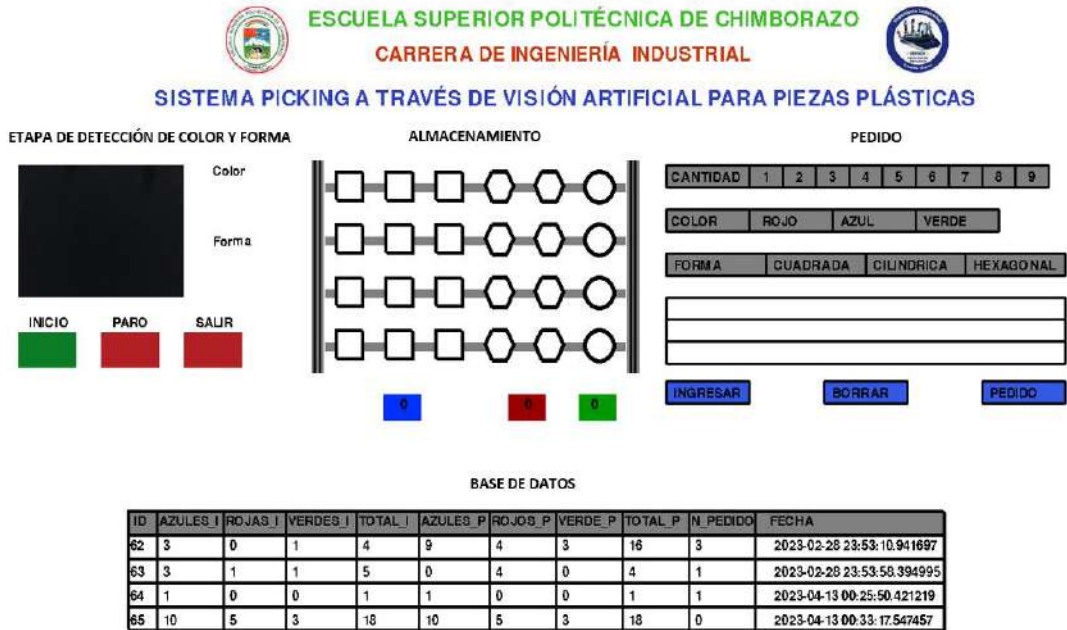 ESCUELA SUPERIOR POLITÉCNICA DE CHIMBORAZO
CARRERA DE INGENIERÍA INDUSTRIAL
SISTEMA PICKING A TRAVÉS DE VISIÓN ARTIFICIAL PARA PIEZAS PLÁSTICAS
ETAPA DE DETECCIÓN DE COLOR Y FORMA
Color
Forma
INICIO PARO SALIR
ALMACENAMIENTO
0 0 0
PEDIDO
CANTIDAD 1 2 3 4 5 6 7 8 9
COLOR ROJO AZUL VERDE
FORMA CUADRADA CILINDRICA HEXAGONAL
INGRESAR BORRAR PEDIDO
BASE DE DATOS
ID AZULES_I ROJAS_I VERDES_I TOTAL_I AZULES_P ROJOS_P VERDE_P TOTAL_P N_PEDIDO FECHA
62 3 0 1 4 9 4 3 16 3 2023-02-28 23:53:10.941697
63 3 1 1 5 0 4 0 4 1 2023-02-28 23:53:58.394995
64 1 0 0 1 1 0 0 1 1 2023-04-13 00:25:50.421219
65 10 5 3 18 10 5 3 18 0 2023-04-13 00:33:17.547457